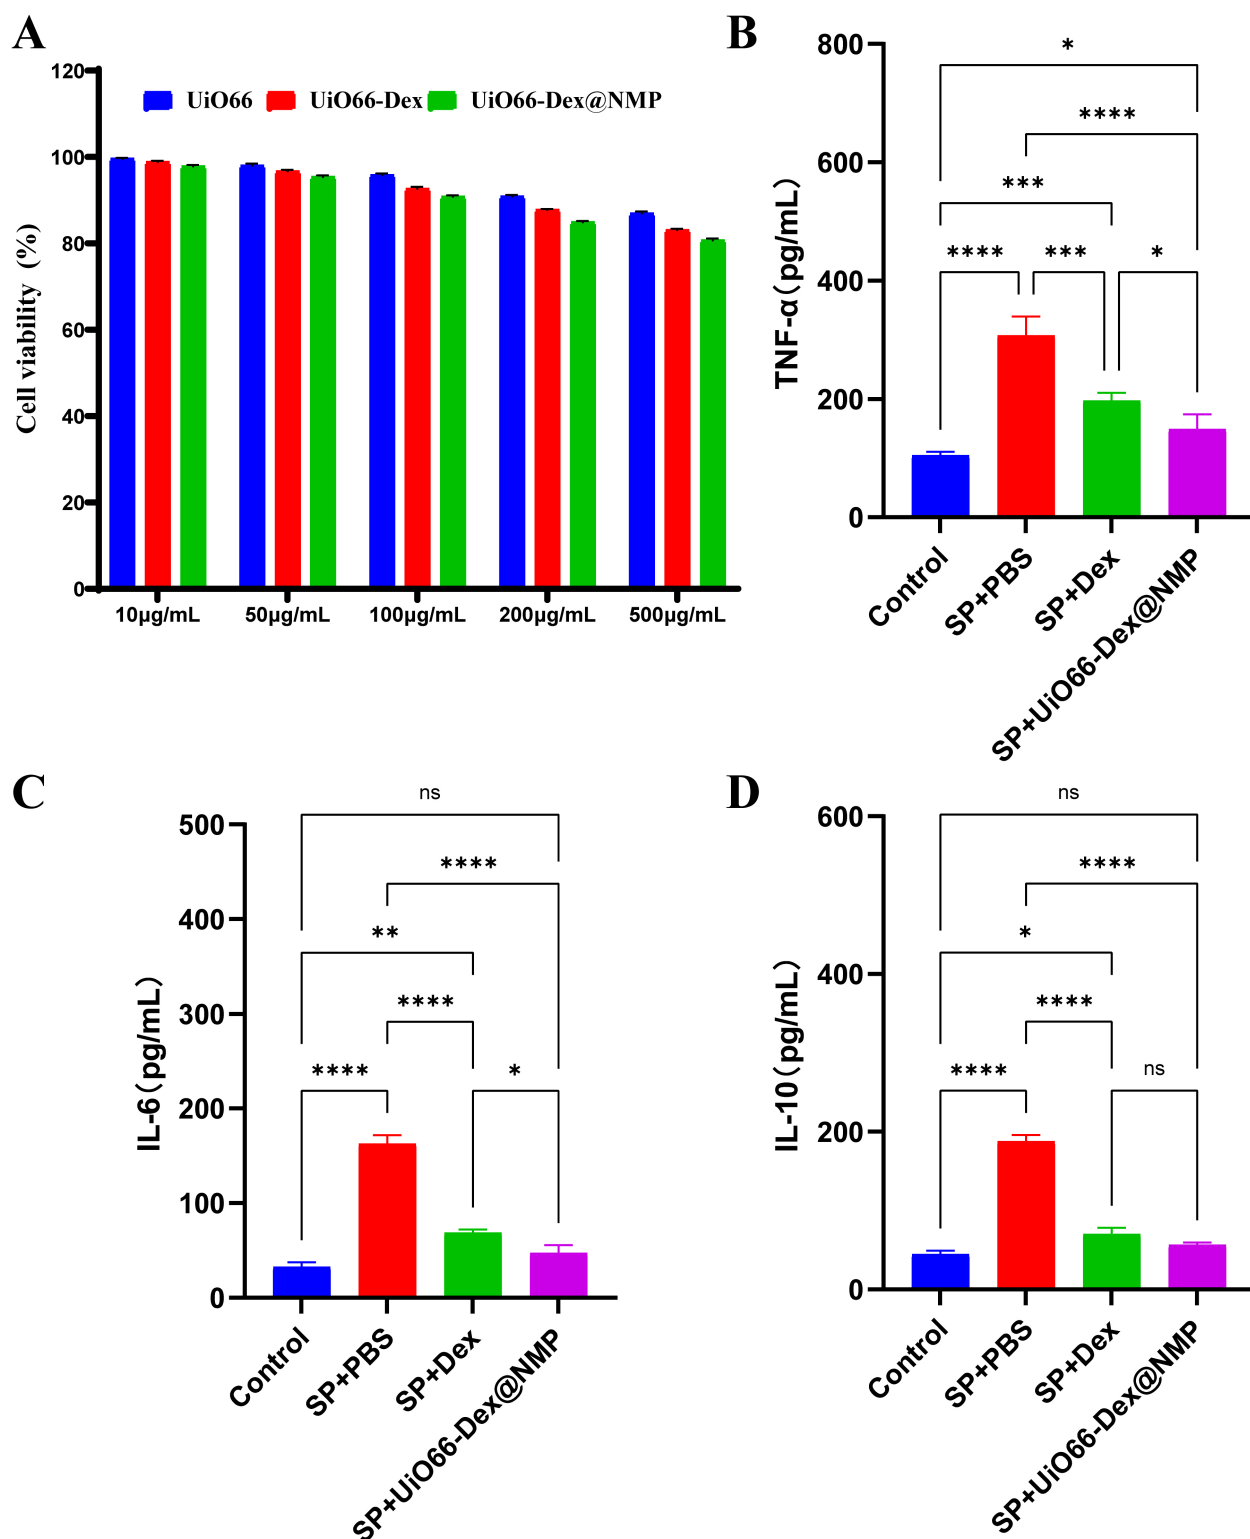 A
Cell viability (%)
120
100
80
60
40
20
0
UiO66 UiO66-Dex UiO66-Dex@NMP
10μg/mL 50μg/mL 100μg/mL 200μg/mL 500μg/mL
B
TNF-α(pg/mL)
800
600
400
200
0
*
****
***
**** *** *
Control SP+PBS SP+Dex SP+UiO66-Dex@NMP
C
IL-6(pg/mL)
500
400
300
200
100
0
ns
****
**
****
**** *
Control SP+PBS SP+Dex SP+UiO66-Dex@NMP
D
IL-10(pg/mL)
600
400
200
0
ns
****
*
****
**** ns
Control SP+PBS SP+Dex SP+UiO66-Dex@NMP